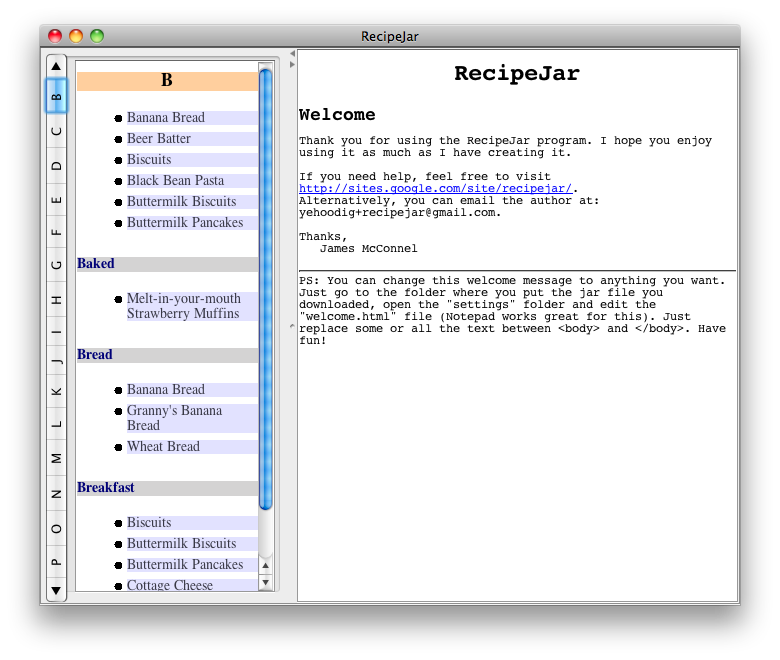 RecipeJar
B
C
D
E
F
G
H
I
J
K
L
M
N
O
P
B
Banana Bread
Beer Batter
Biscuits
Black Bean Pasta
Buttermilk Biscuits
Buttermilk Pancakes
Baked
Melt-in-your-mouth
Strawberry Muffins
Bread
Banana Bread
Granny's Banana
Bread
Wheat Bread
Breakfast
Biscuits
Buttermilk Biscuits
Buttermilk Pancakes
Cottage Cheese
RecipeJar
Welcome
Thank you for using the RecipeJar program. I hope you enjoy
using it as much as I have creating it.
If you need help, feel free to visit
http://sites.google.com/site/recipejar/.
Alternatively, you can email the author at:
yehoodig+recipejar@gmail.com.
Thanks,
James McConnel
PS: You can change this welcome message to anything you want.
Just go to the folder where you put the jar file you
downloaded, open the "settings" folder and edit the
"welcome.html" file (Notepad works great for this). Just
replace some or all the text between <body> and </body>. Have
fun!